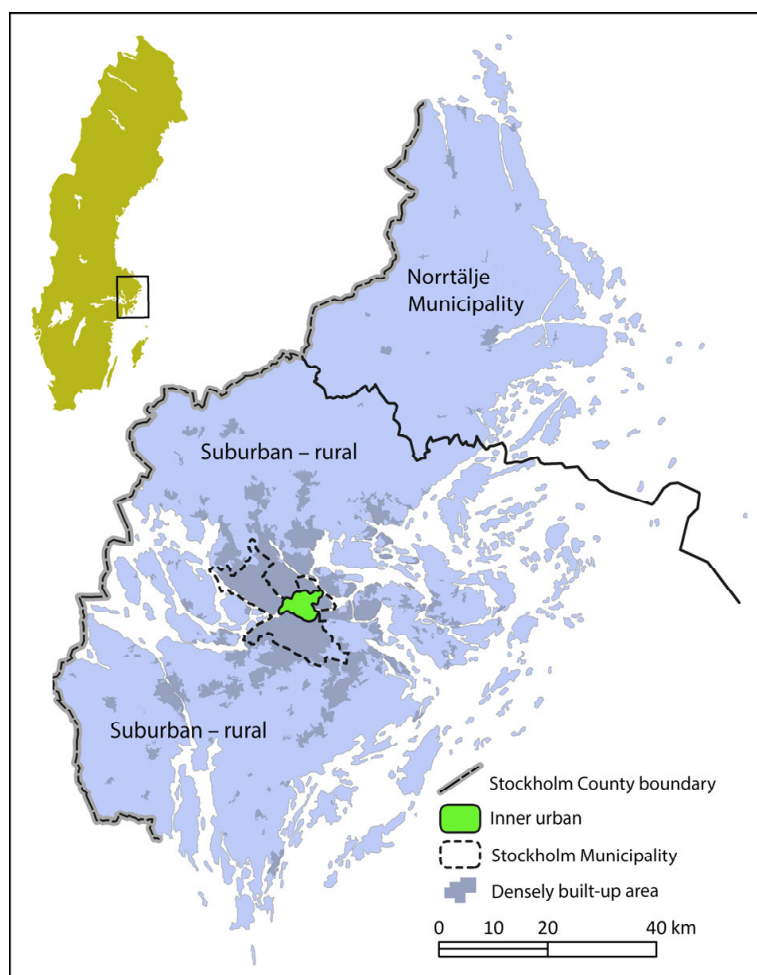 Norrtälje
Municipality
Suburban – rural
Suburban – rural
Stockholm County boundary
Inner urban
Stockholm Municipality
Densely built-up area
0 10 20 40 km